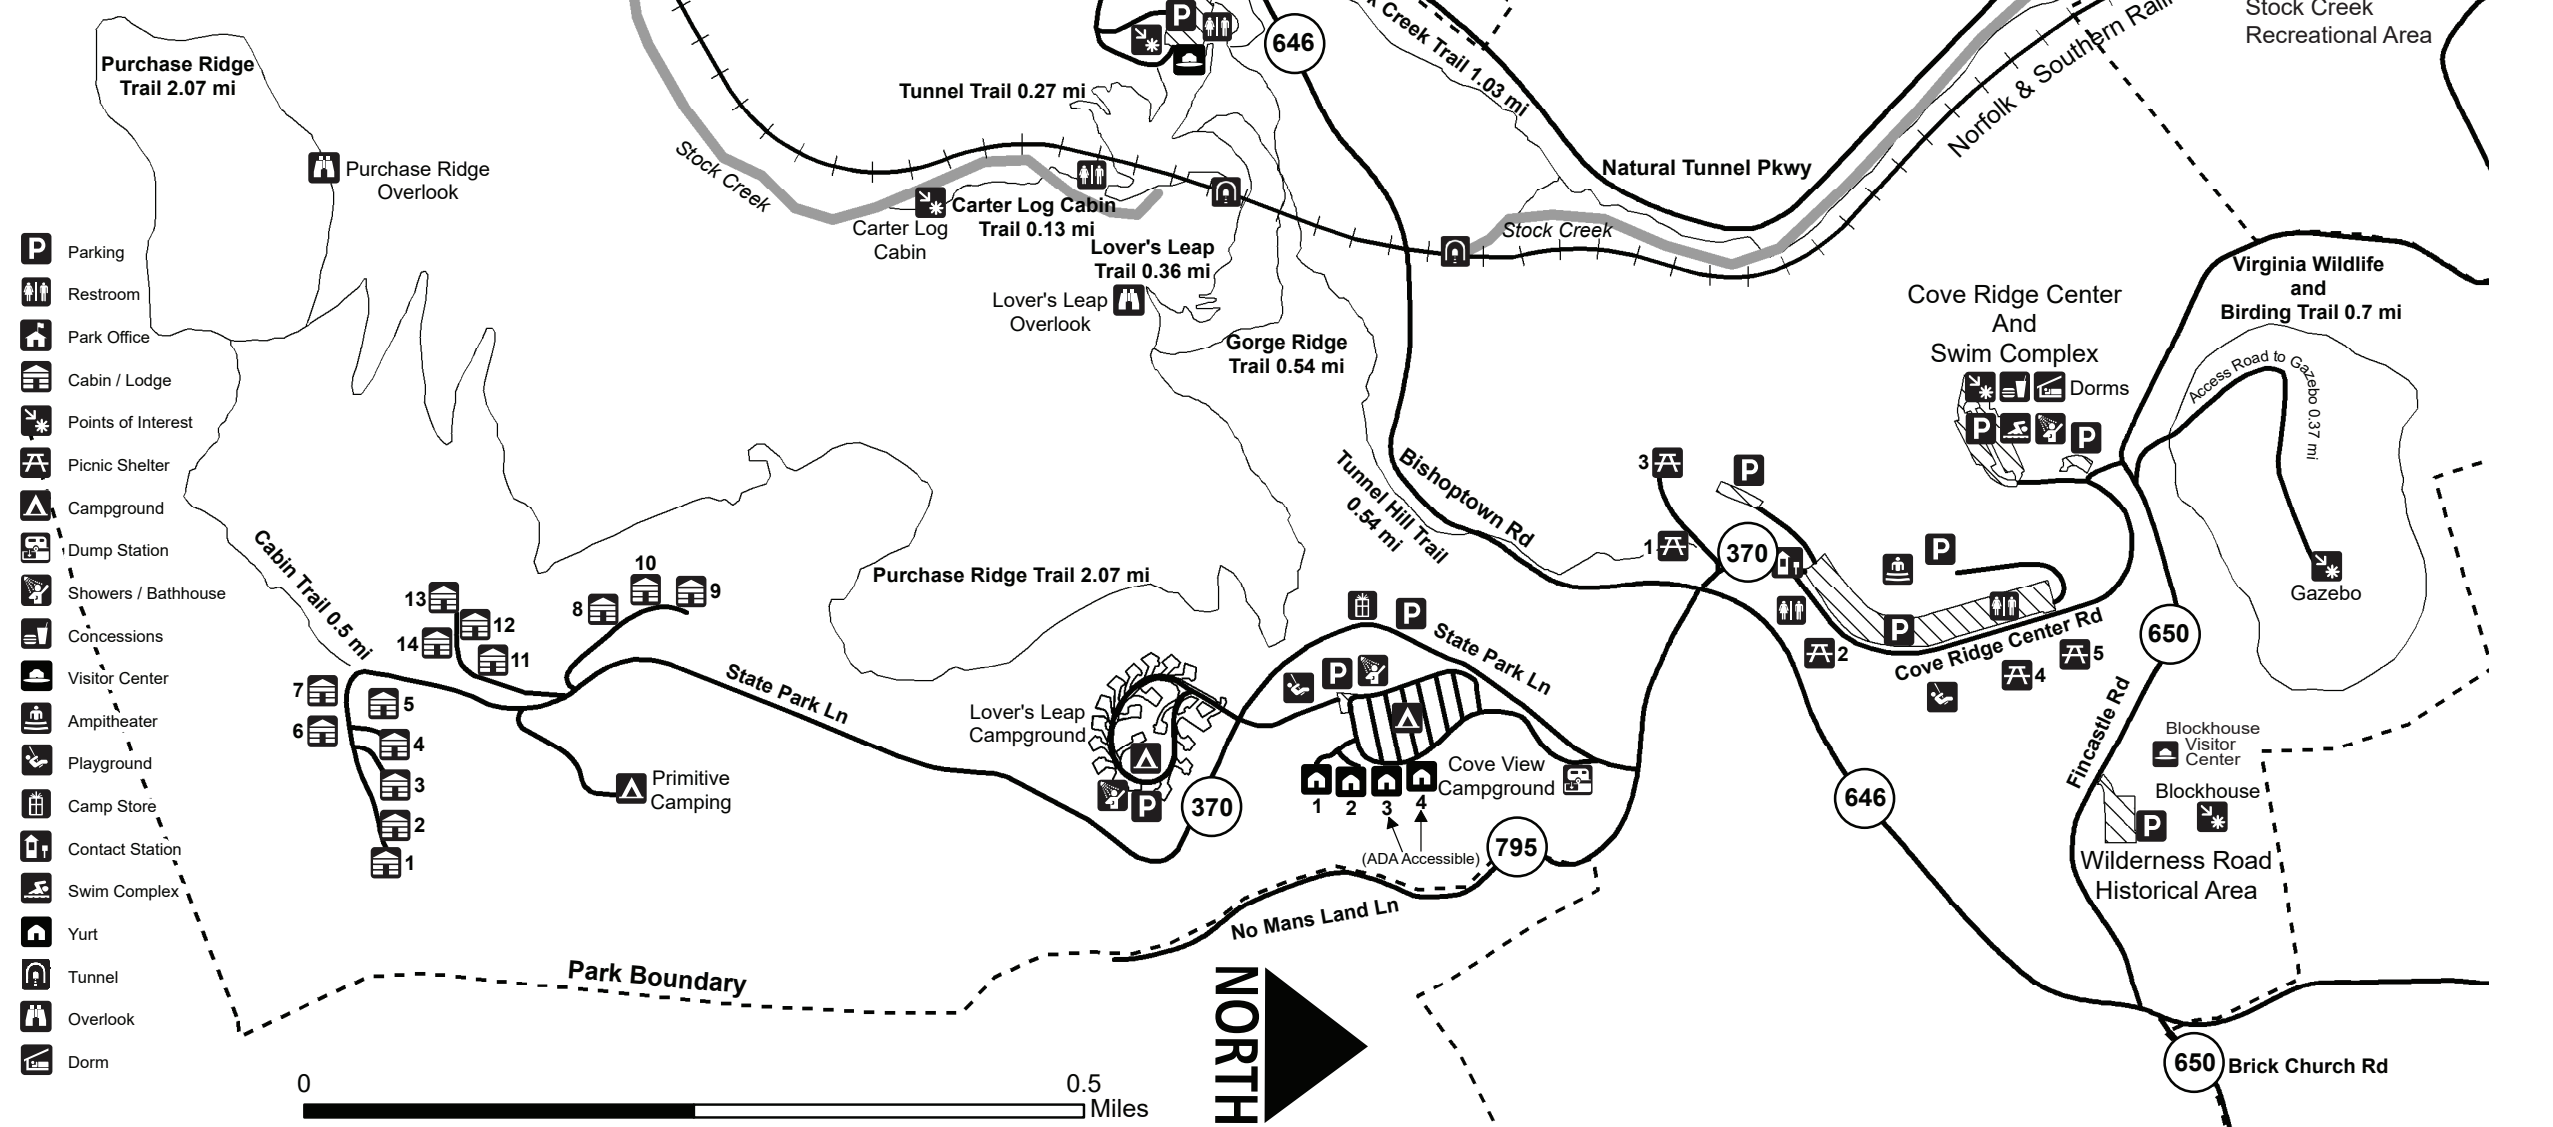 Purchase Ridge
Trail 2.07 mi
Purchase Ridge
Overlook
Parking
Restroom
Park Office
Cabin / Lodge
Points of Interest
Picnic Shelter
Campground
Dump Station
Showers / Bathhouse
Concessions
Visitor Center
Ampitheater
Playground
Camp Store
Contact Station
Swim Complex
Yurt
Tunnel
Overlook
Dorm
Stock Creek
Tunnel Trail 0.27 mi
P
646
Creek Trail 1.03 mi
Natural Tunnel Pkwy
Norfolk & Southern
Stock Creek
Recreational Area
Carter Log
Cabin
Carter Log Cabin
Trail 0.13 mi
Lover's Leap
Trail 0.36 mi
Lover's Leap
Overlook
Gorge Ridge
Trail 0.54 mi
Stock Creek
Cove Ridge Center
And
Swim Complex
Dorms
P
P
Virginia Wildlife
and
Birding Trail 0.7 mi
Access Road to Gazebo 0.37 mi
Gazebo
Bishoptown Rd
Tunnel Hill Trail
0.54 mi
3
P
1
370
P
P
2
Cove Ridge Center Rd
4
5
650
Fincastle Rd
Blockhouse
Visitor
Center
Blockhouse
P
Wilderness Road
Historical Area
Cabin Trail 0.5 mi
13
12
14
11
10
8
9
7
5
6
4
3
2
1
Purchase Ridge Trail 2.07 mi
State Park Ln
Primitive
Camping
Lover's Leap
Campground
P
370
P
State Park Ln
P
Cove View
Campground
1
2
3
4
(ADA Accessible)
795
646
No Mans Land Ln
Park Boundary
NORTH
650
Brick Church Rd
0
0.5
Miles
P